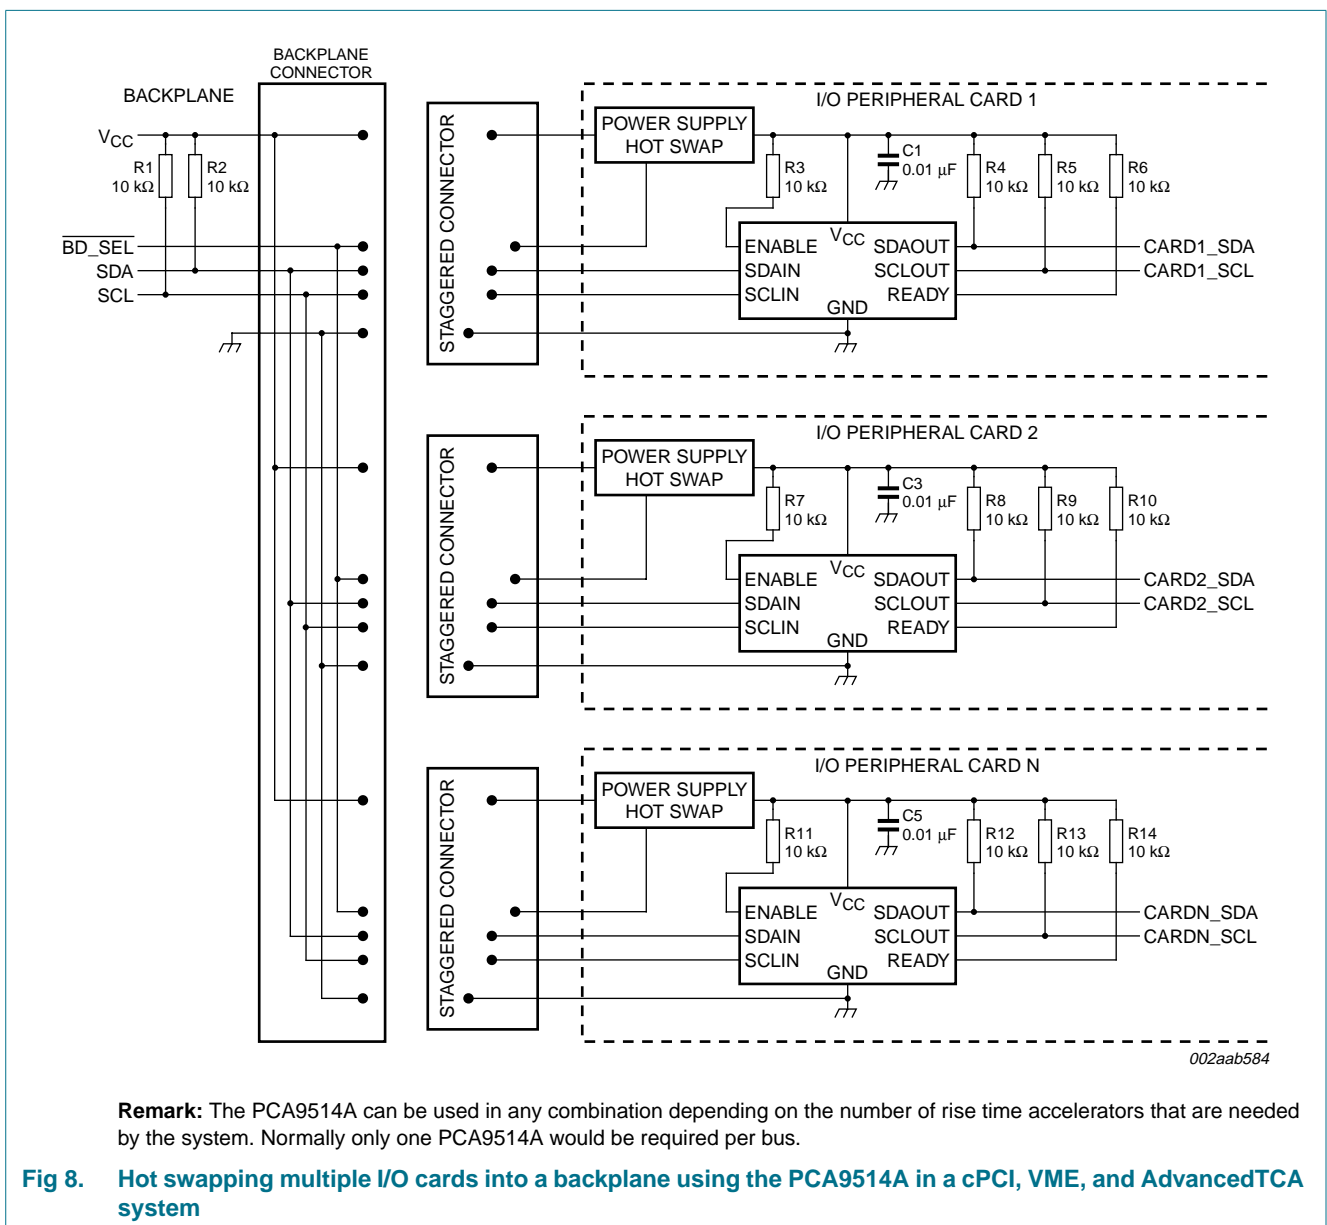 BACKPLANE
CONNECTOR
BACKPLANE
VCC
R1
10 kΩ
R2
10 kΩ
BD_SEL
SDA
SCL
STAGGERED CONNECTOR
I/O PERIPHERAL CARD 1
POWER SUPPLY
HOT SWAP
R3
10 kΩ
C1
0.01 μF
R4
10 kΩ
R5
10 kΩ
R6
10 kΩ
ENABLE
VCC
SDAOUT
SDAIN
SCLOUT
SCLIN
READY
GND
CARD1_SDA
CARD1_SCL
STAGGERED CONNECTOR
I/O PERIPHERAL CARD 2
POWER SUPPLY
HOT SWAP
R7
10 kΩ
C3
0.01 μF
R8
10 kΩ
R9
10 kΩ
R10
10 kΩ
ENABLE
VCC
SDAOUT
SDAIN
SCLOUT
SCLIN
READY
GND
CARD2_SDA
CARD2_SCL
STAGGERED CONNECTOR
I/O PERIPHERAL CARD N
POWER SUPPLY
HOT SWAP
R11
10 kΩ
C5
0.01 μF
R12
10 kΩ
R13
10 kΩ
R14
10 kΩ
ENABLE
VCC
SDAOUT
SDAIN
SCLOUT
SCLIN
READY
GND
CARDN_SDA
CARDN_SCL
002aab584
Remark: The PCA9514A can be used in any combination depending on the number of rise time accelerators that are needed
by the system. Normally only one PCA9514A would be required per bus.
Fig 8. Hot swapping multiple I/O cards into a backplane using the PCA9514A in a cPCI, VME, and AdvancedTCA
system